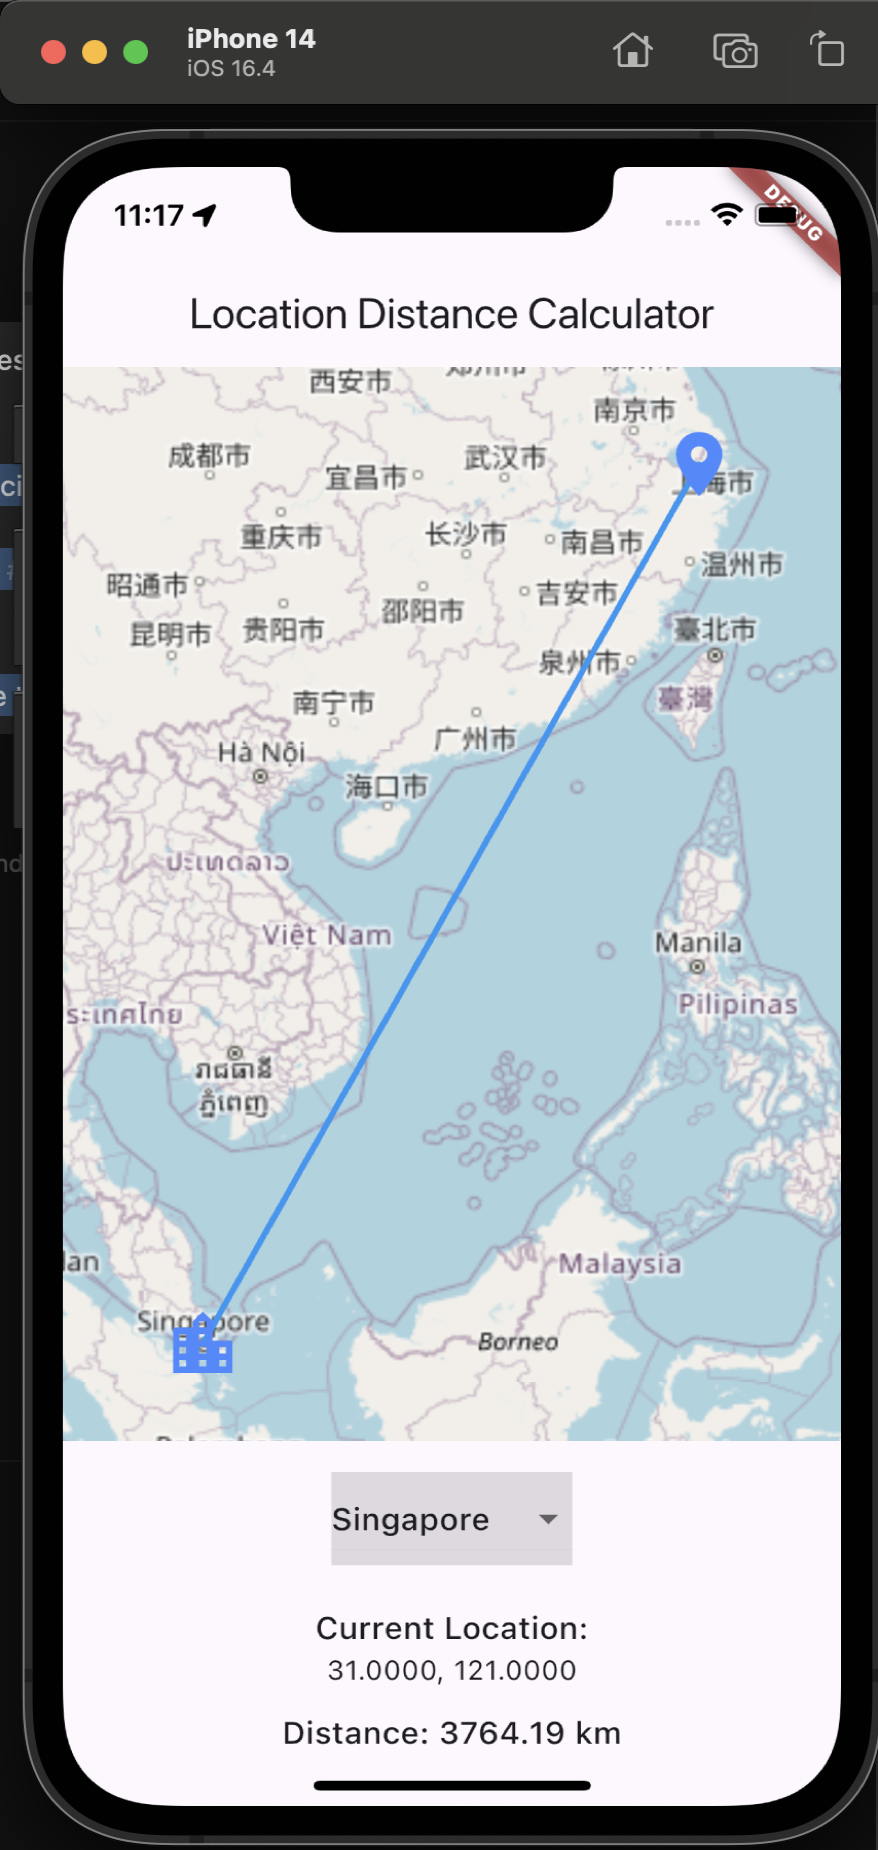 iPhone 14
iOS 16.4
11:17
DEBUG
Location Distance Calculator
西安市
南京市
成都市
武汉市
宜昌市
上海市
重庆市
长沙市
南昌市
温州市
昭通市
吉安市
邵阳市
贵阳市
昆明市
臺北市
泉州市
南宁市
臺灣
广州市
Hà Nội
海口市
ປະເທດລາວ
Việt Nam
Manila
Pilipinas
ระเทศไทย
រាជធានី
ភ្នំពេញ
Malaysia
Singapore
Borneo
Singapore
Current Location:
31.0000, 121.0000
Distance: 3764.19 km